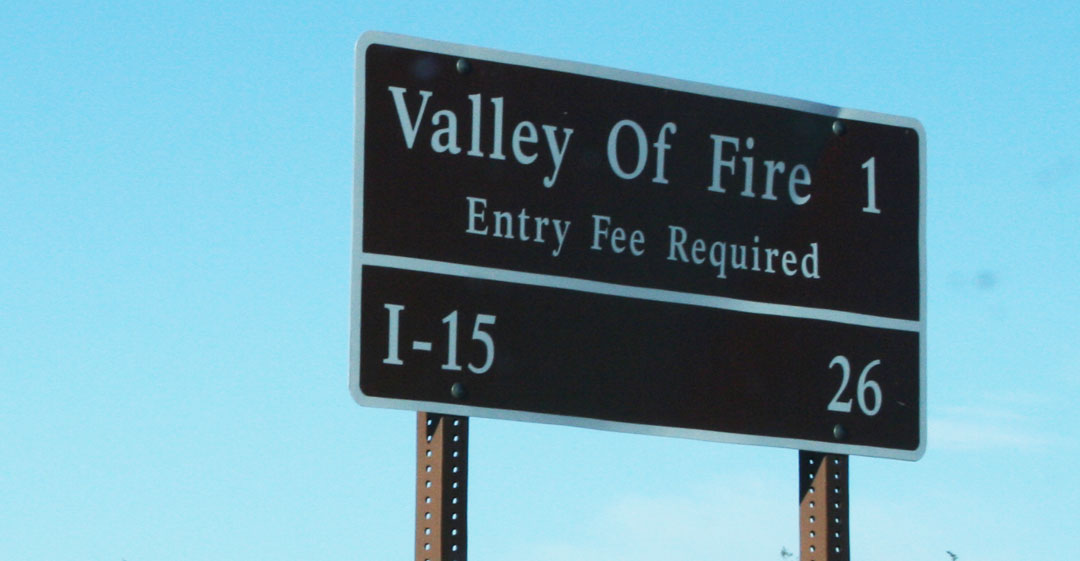 Valley Of Fire 1
Entry Fee Required
I-15 26